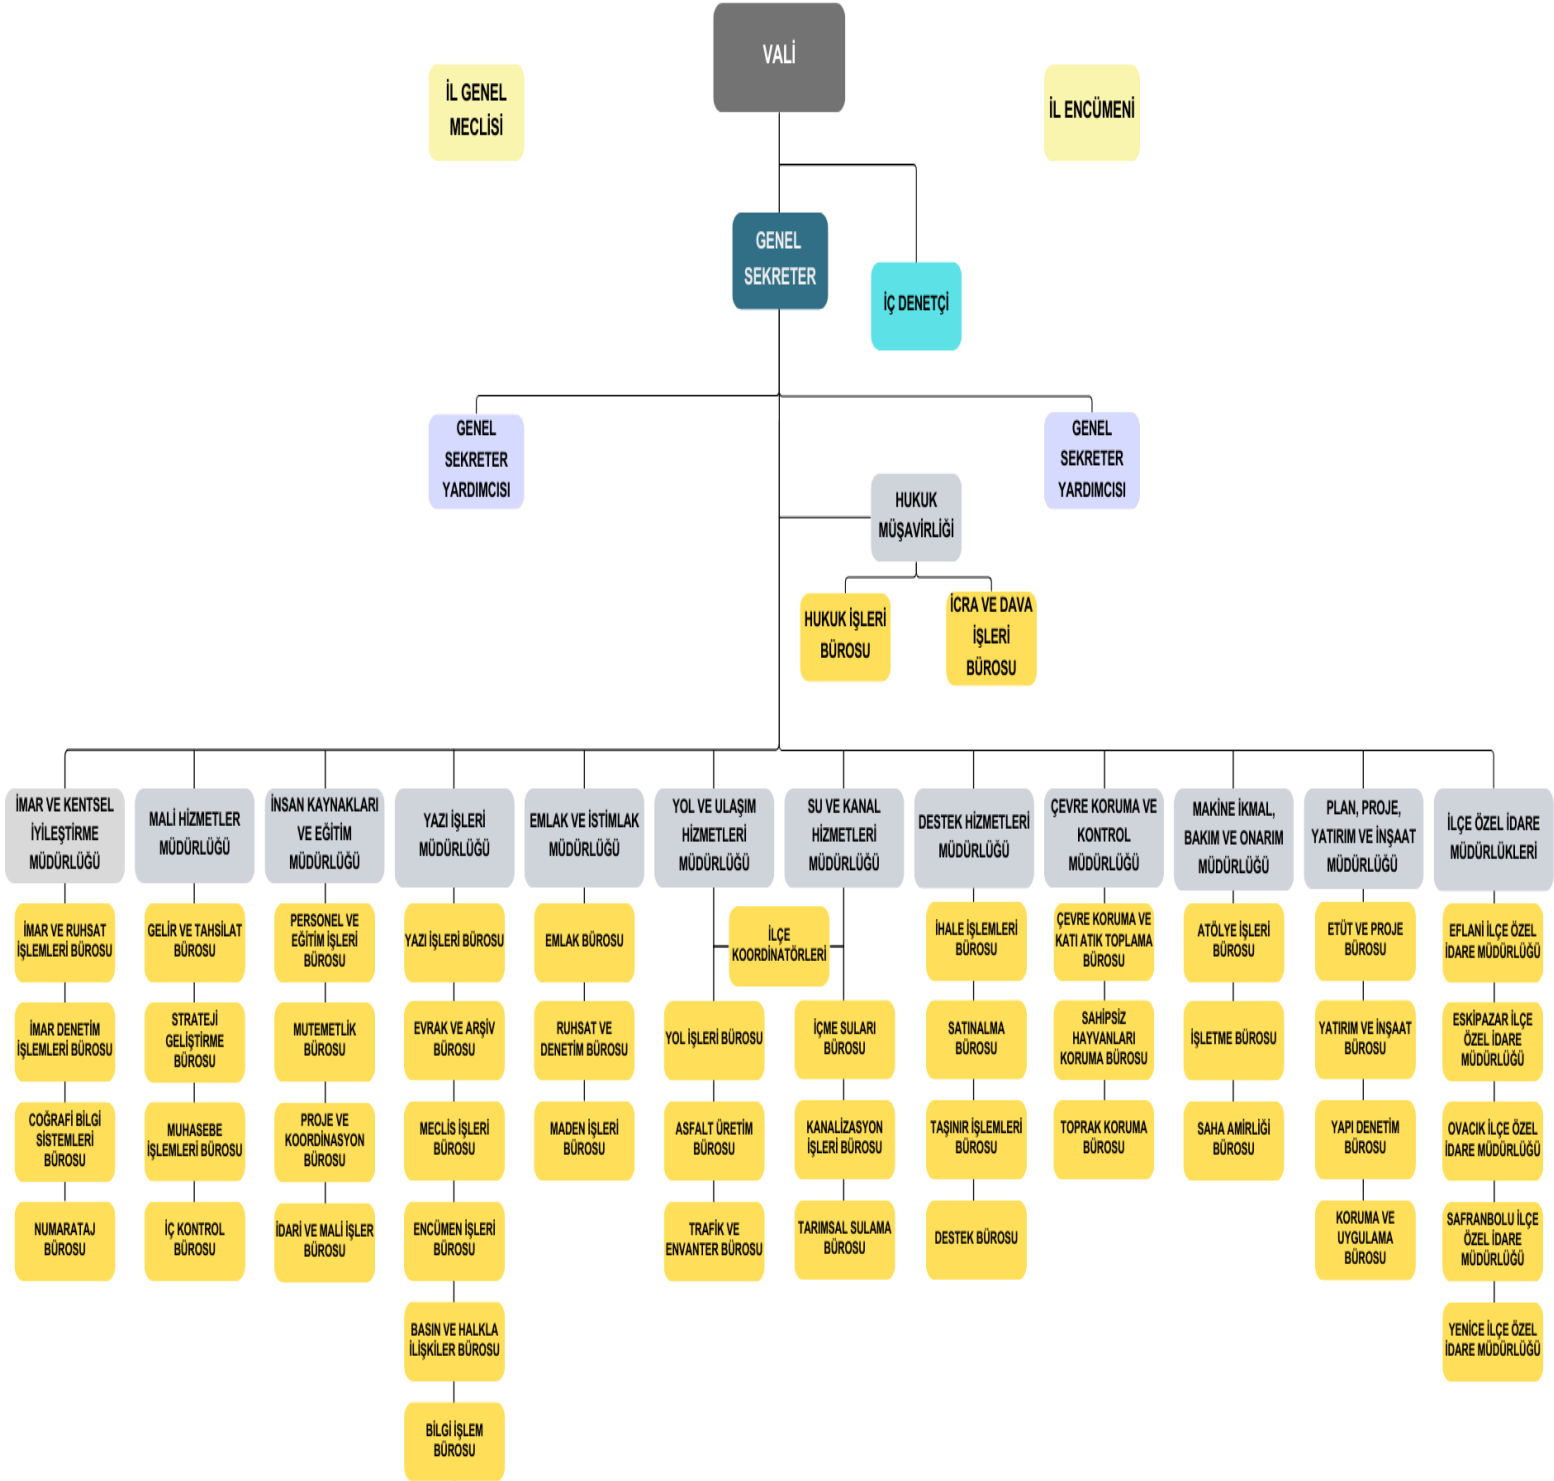 VALİ
İL GENEL
MECLİSİ
İL ENCÜMENİ
GENEL
SEKRETER
İÇ DENETÇİ
GENEL
SEKRETER
YARDIMCISI
GENEL
SEKRETER
YARDIMCISI
HUKUK
MÜŞAVİRLİĞİ
HUKUK İŞLERİ
BÜROSU
İCRA VE DAVA
İŞLERİ
BÜROSU
İMAR VE KENTSEL
İYİLEŞTİRME
MÜDÜRLÜĞÜ
MALİ HİZMETLER
MÜDÜRLÜĞÜ
İNSAN KAYNAKLARI
VE EĞİTİM
MÜDÜRLÜĞÜ
YAZI İŞLERİ
MÜDÜRLÜĞÜ
EMLAK VE İSTİMLAK
MÜDÜRLÜĞÜ
YOL VE ULAŞIM
HİZMETLERİ
MÜDÜRLÜĞÜ
SU VE KANAL
HİZMETLERİ
MÜDÜRLÜĞÜ
DESTEK HİZMETLERİ
MÜDÜRLÜĞÜ
ÇEVRE KORUMA VE
KONTROL
MÜDÜRLÜĞÜ
MAKİNE İKMAL,
BAKIM VE ONARIM
MÜDÜRLÜĞÜ
PLAN, PROJE,
YATIRIM VE İNŞAAT
MÜDÜRLÜĞÜ
İLÇE ÖZEL İDARE
MÜDÜRLÜKLERİ
İMAR VE RUHSAT
İŞLEMLERİ BÜROSU
GELİR VE TAHSİLAT
BÜROSU
PERSONEL VE
EĞİTİM İŞLERİ
BÜROSU
YAZI İŞLERİ BÜROSU
EMLAK BÜROSU
İLÇE
KOORDİNATÖRLERİ
İHALE İŞLEMLERİ
BÜROSU
ÇEVRE KORUMA VE
KATI ATIK TOPLAMA
BÜROSU
ATÖLYE İŞLERİ
BÜROSU
ETÜT VE PROJE
BÜROSU
EFLANİ İLÇE ÖZEL
İDARE MÜDÜRLÜĞÜ
İMAR DENETİM
İŞLEMLERİ BÜROSU
STRATEJİ
GELİŞTİRME
BÜROSU
MUTEMETLİK
BÜROSU
EVRAK VE ARŞİV
BÜROSU
RUHSAT VE
DENETİM BÜROSU
YOL İŞLERİ BÜROSU
İÇME SULARI
BÜROSU
SATINALMA
BÜROSU
SAHİPSİZ
HAYVANLARI
KORUMA BÜROSU
İŞLETME BÜROSU
YATIRIM VE İNŞAAT
BÜROSU
ESKİPAZAR İLÇE
ÖZEL İDARE
MÜDÜRLÜĞÜ
COĞRAFİ BİLGİ
SİSTEMLERİ
BÜROSU
MUHASEBE
İŞLEMLERİ BÜROSU
PROJE VE
KOORDİNASYON
BÜROSU
MECLİS İŞLERİ
BÜROSU
MADEN İŞLERİ
BÜROSU
ASFALT ÜRETİM
BÜROSU
KANALİZASYON
İŞLERİ BÜROSU
TAŞINIR İŞLEMLERİ
BÜROSU
TOPRAK KORUMA
BÜROSU
SAHA AMİRLİĞİ
BÜROSU
YAPI DENETİM
BÜROSU
OVACIK İLÇE ÖZEL
İDARE MÜDÜRLÜĞÜ
NUMARATAJ
BÜROSU
İÇ KONTROL
BÜROSU
İDARİ VE MALİ İŞLER
BÜROSU
ENCÜMEN İŞLERİ
BÜROSU
TRAFİK VE
ENVANTER BÜROSU
TARIMSAL SULAMA
BÜROSU
DESTEK BÜROSU
KORUMA VE
UYGULAMA
BÜROSU
SAFRANBOLU İLÇE
ÖZEL İDARE
MÜDÜRLÜĞÜ
BASIN VE HALKLA
İLİŞKİLER BÜROSU
YENİCE İLÇE ÖZEL
İDARE MÜDÜRLÜĞÜ
BİLGİ İŞLEM
BÜROSU